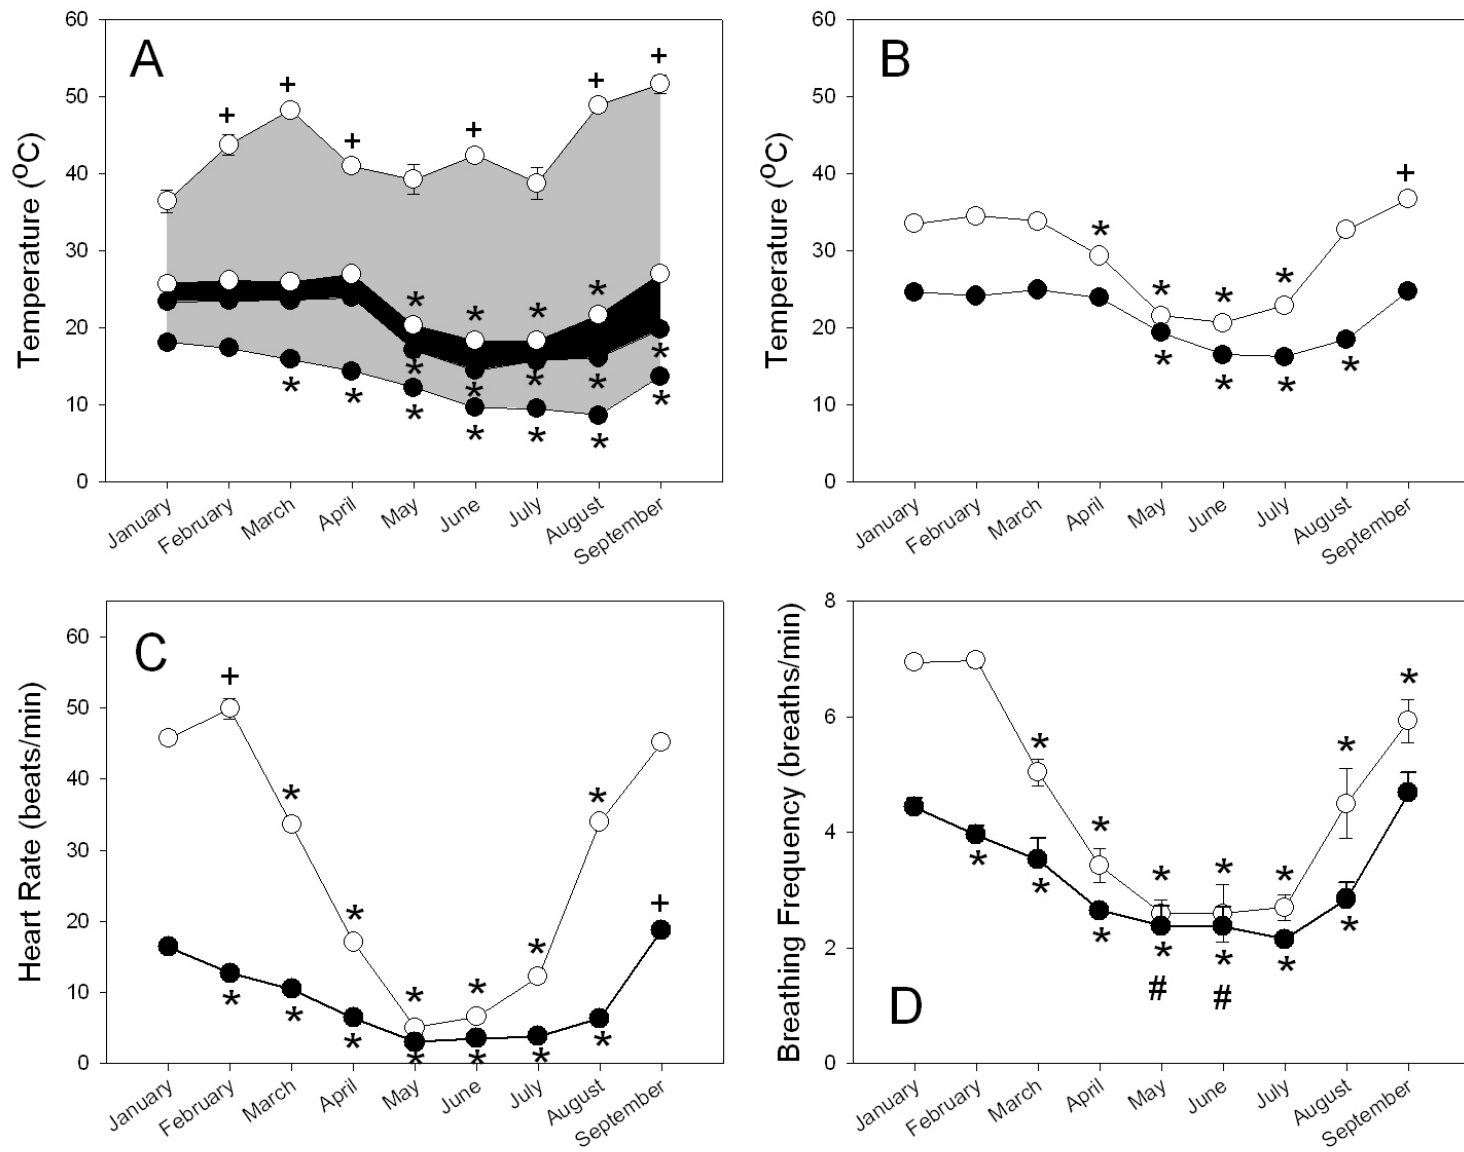 A
Temperature (ºC)
60
50
40
30
20
10
0
+ + + + + + +
* * * *
* * * * *
* * * * * * *
January
February
March
April
May
June
July
August
September
B
Temperature (ºC)
60
50
40
30
20
10
0
* * * * +
* * * *
January
February
March
April
May
June
July
August
September
C
Heart Rate (beats/min)
60
50
40
30
20
10
0
+ * * * * * *
* * * * * * * +
January
February
March
April
May
June
July
August
September
D
Breathing Frequency (breaths/min)
8
6
4
2
0
* * * * * * *
* * * * * * *
# #
January
February
March
April
May
June
July
August
September